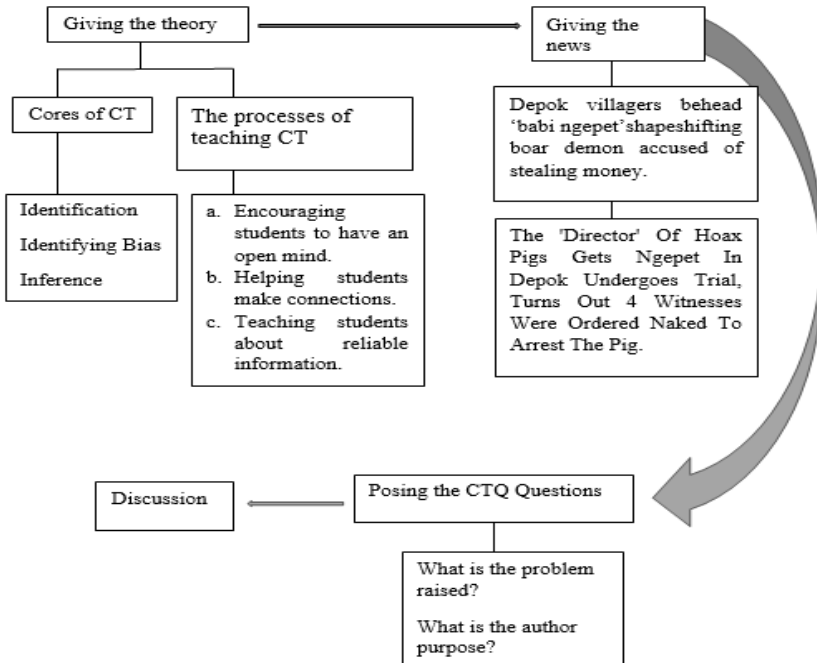 Giving the theory
Giving the
news
Cores of CT
The processes of
teaching CT
Depok villagers behead
‘babi ngepet’shapeshifting
boar demon accused of
stealing money.
Identification
Identifying Bias
Inference
a. Encouraging
students to have an
open mind.
b. Helping students
make connections.
c. Teaching students
about reliable
information.
The 'Director' Of Hoax
Pigs Gets Ngepet In
Depok Undergoes Trial,
Turns Out 4 Witnesses
Were Ordered Naked To
Arrest The Pig.
Discussion
Posing the CTQ Questions
What is the problem
raised?
What is the author
purpose?